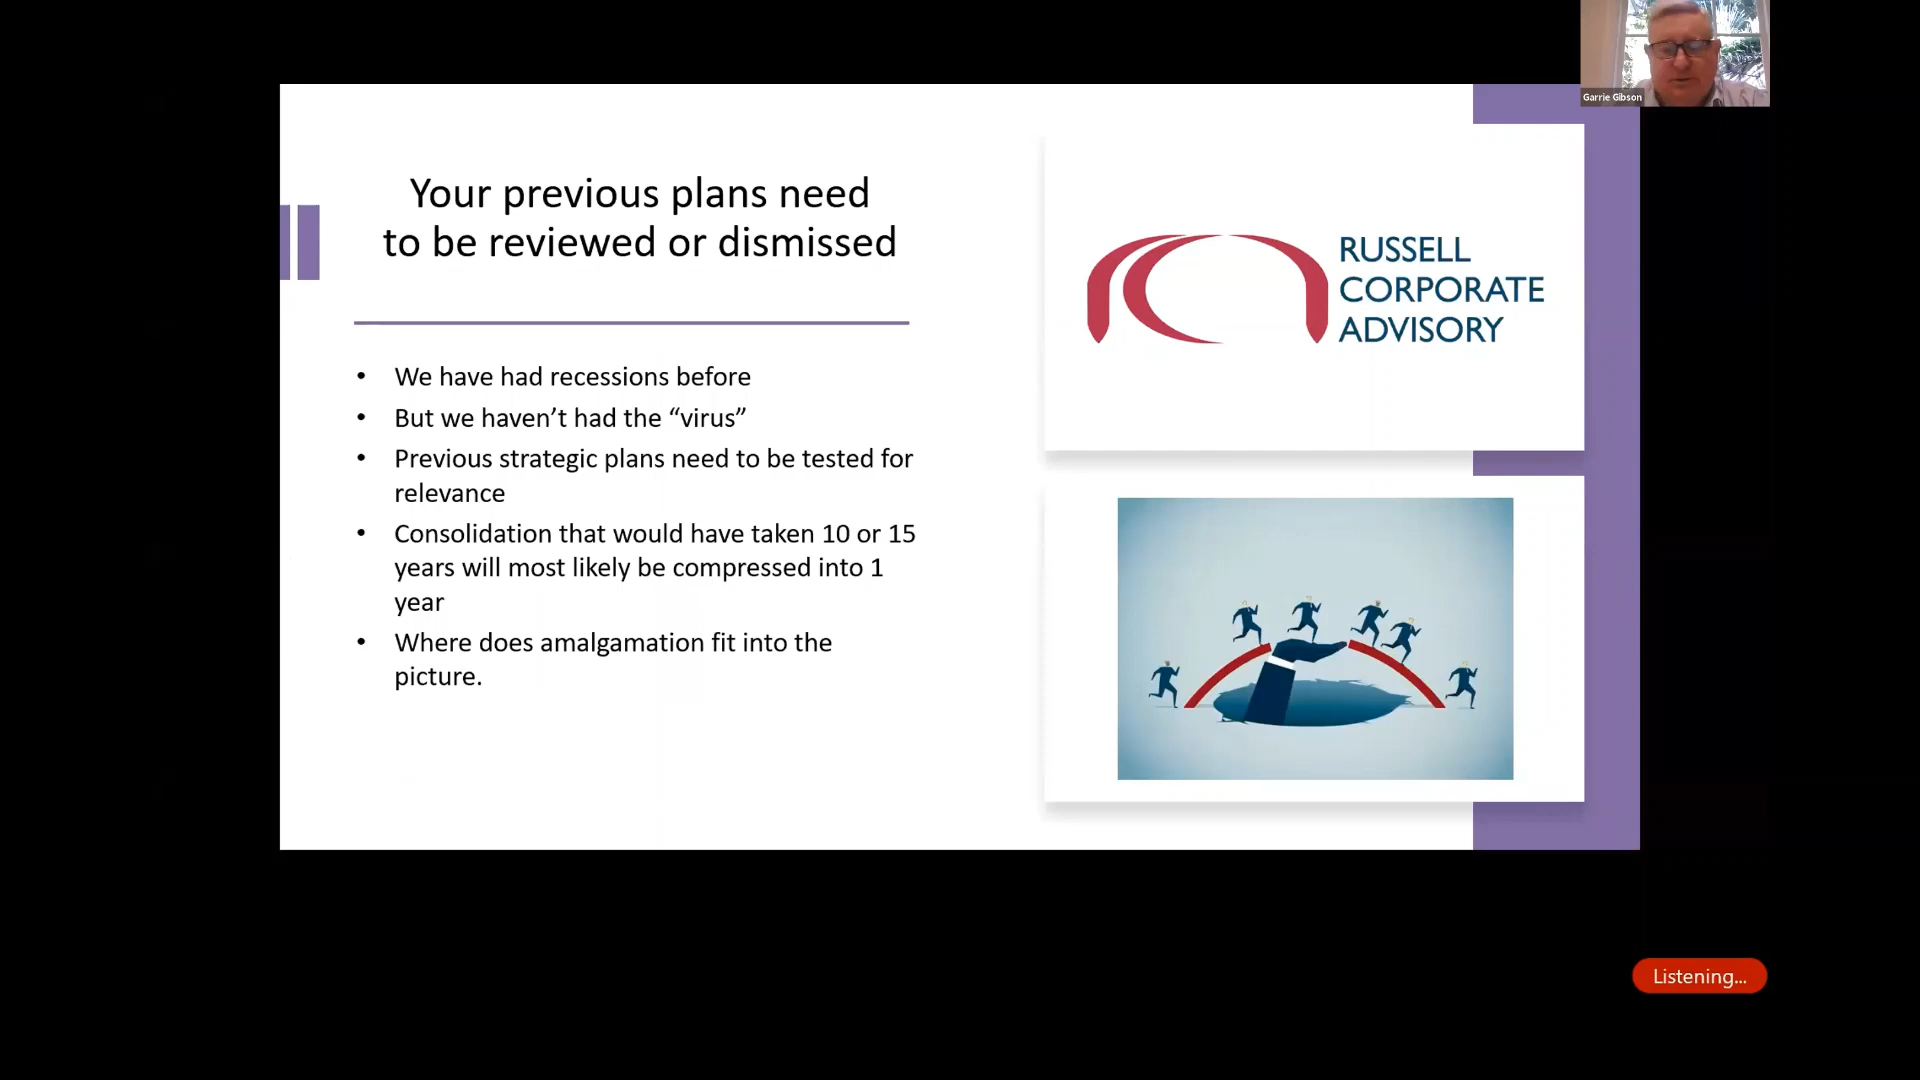 Garrie Gibson
Your previous plans need
to be reviewed or dismissed
RUSSELL
CORPORATE
ADVISORY
• We have had recessions before
• But we haven’t had the “virus”
• Previous strategic plans need to be tested for
relevance
• Consolidation that would have taken 10 or 15
years will most likely be compressed into 1
year
• Where does amalgamation fit into the
picture.
Listening...